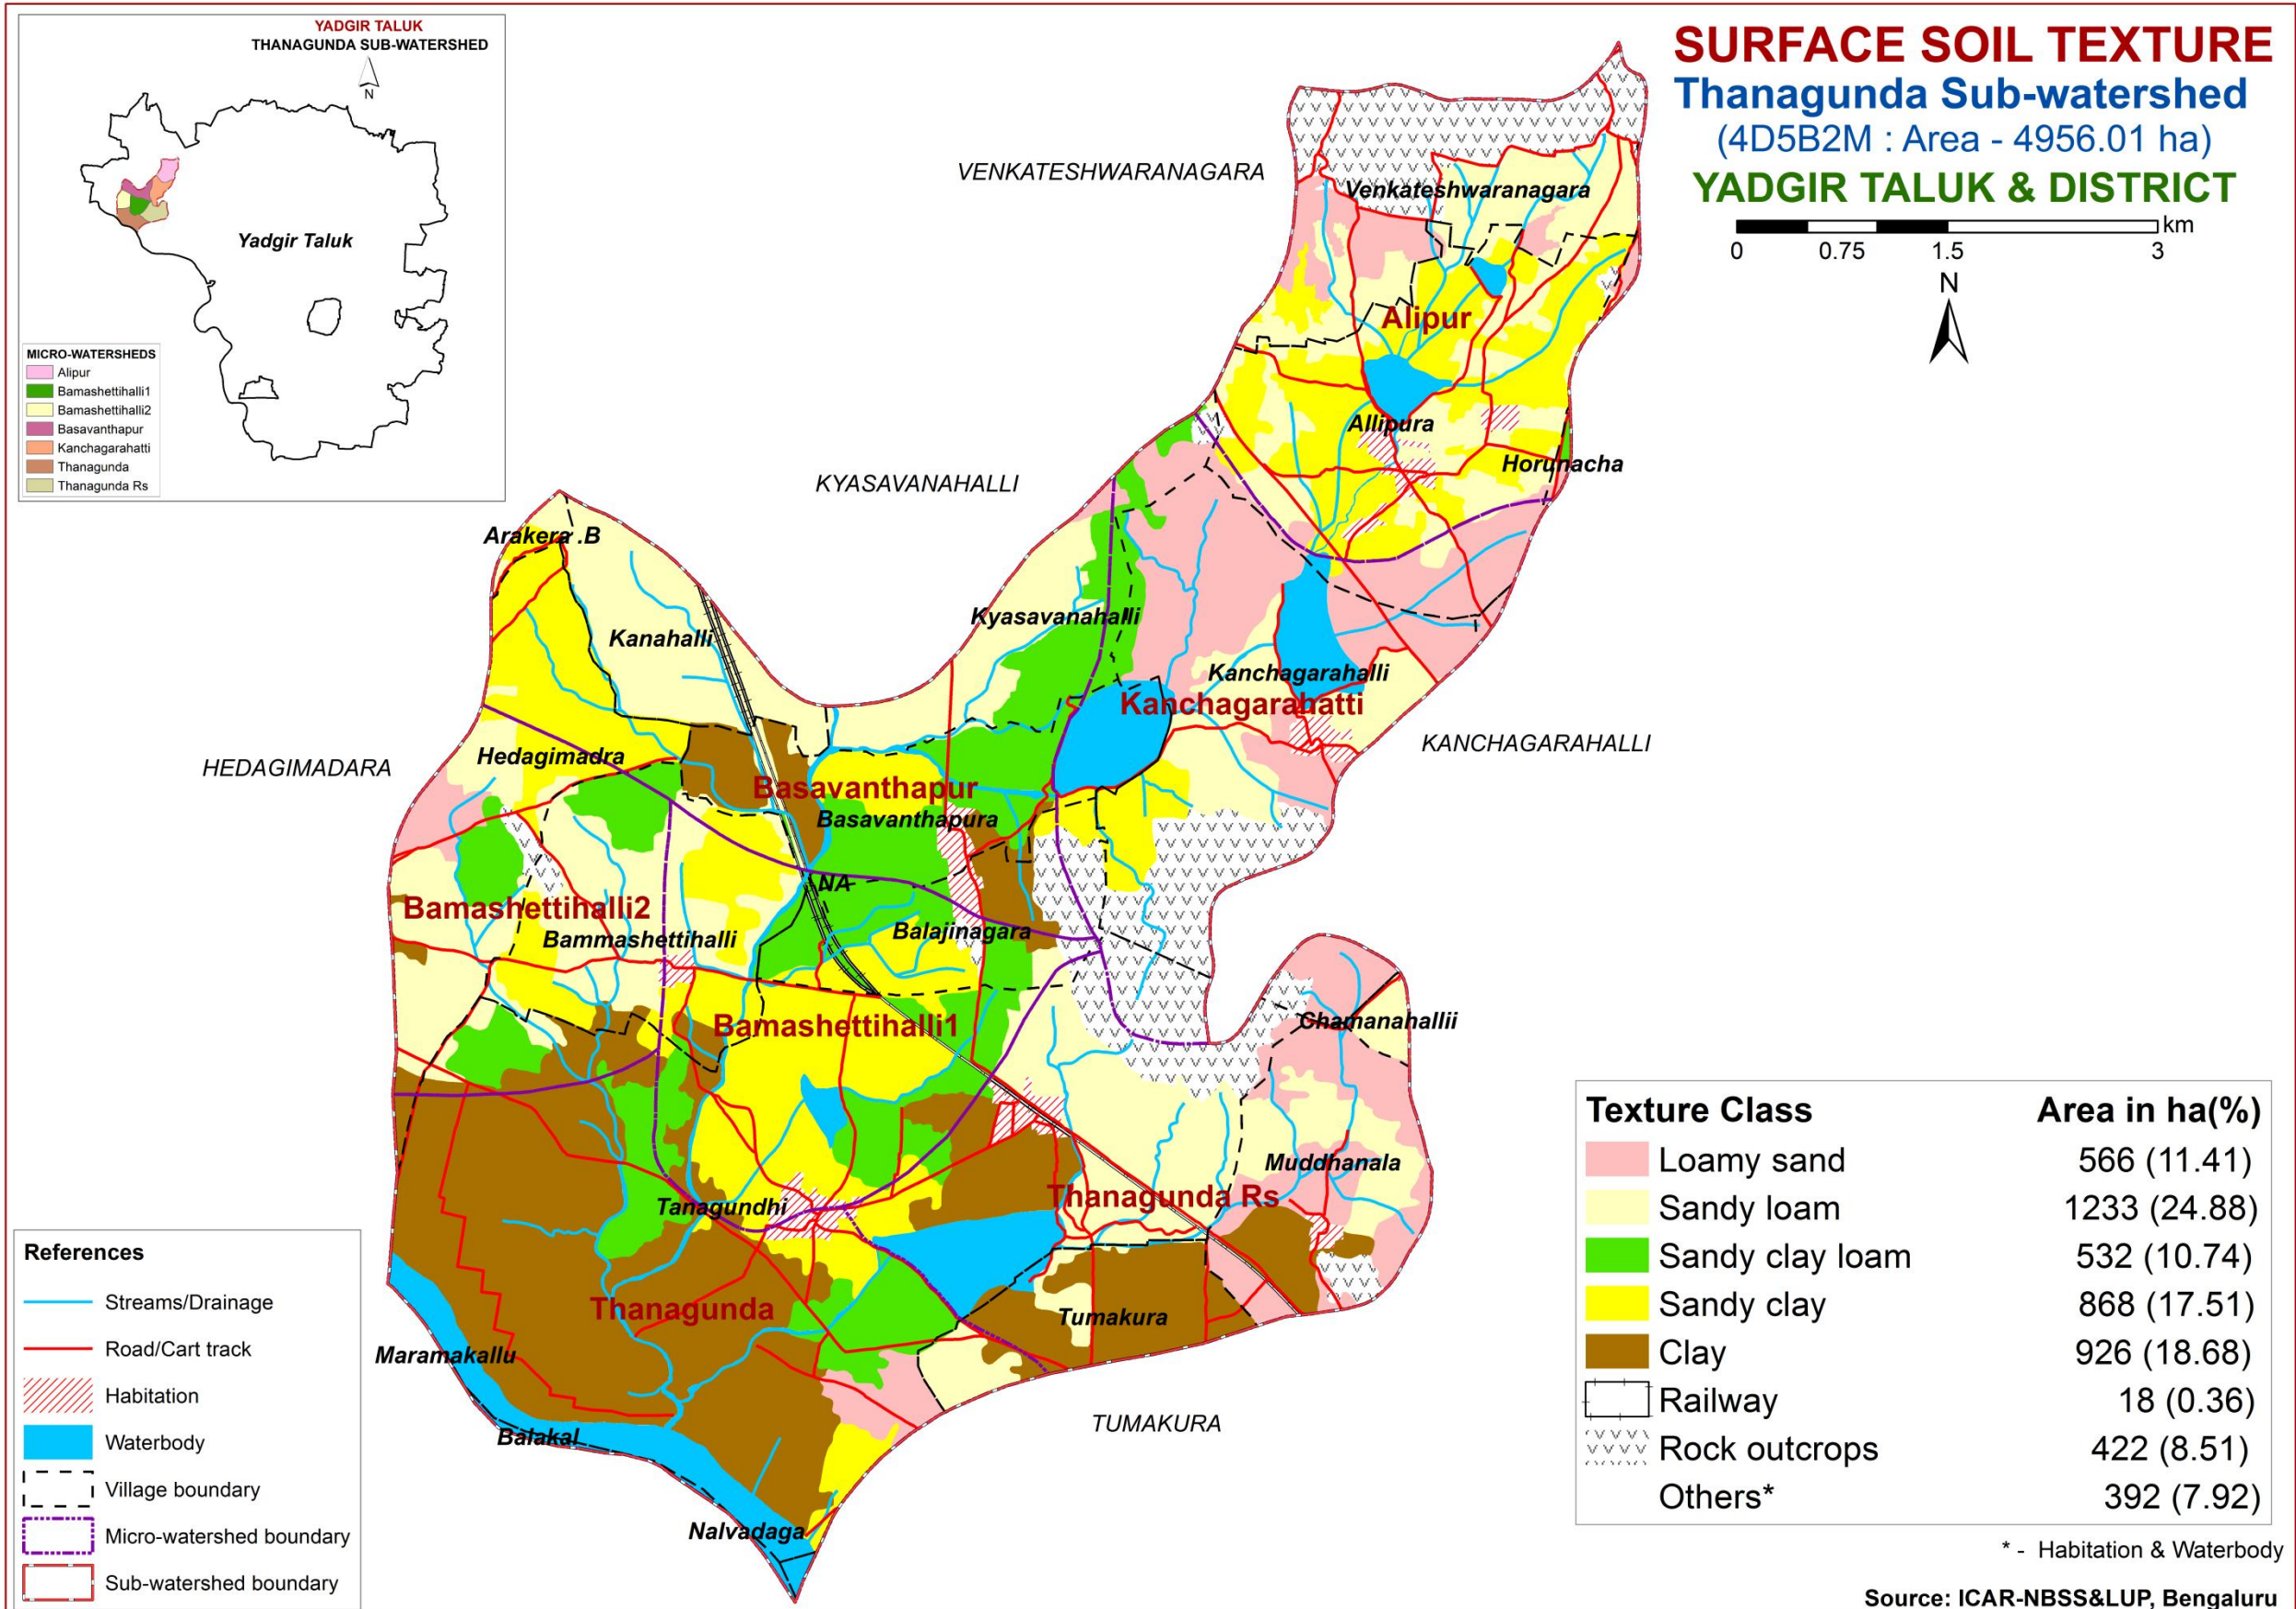 YADGIR TALUK
THANAGUNDA SUB-WATERSHED
N
Yadgir Taluk
MICRO-WATERSHEDS
Alipur
Bamashettihalli1
Bamashettihalli2
Basavanthapur
Kanchagarahatti
Thanagunda
Thanagunda Rs
SURFACE SOIL TEXTURE
Thanagunda Sub-watershed
(4D5B2M : Area - 4956.01 ha)
YADGIR TALUK & DISTRICT
km
0 0.75 1.5 3
N
VENKATESHWARANAGARA
Venkateshwaranagara
Alipur
Allipura
Horunacha
KYASAVANAHALLI
Arakera .B
Kanahalli
Kyasavanahalli
Kanchagarahalli
Kanchagarahatti
KANCHAGARAHALLI
HEDAGIMADARA
Hedagimadra
Basavanthapur
Basavanthapura
NA
Bamashettihalli2
Bammashettihalli
Balajinagara
Bamashettihalli1
Chamanahallii
Muddhanala
Tanagundhi
Thanagunda Rs
Thanagunda
Tumakura
Maramakallu
TUMAKURA
Balakal
Nalvadaga
Texture Class Area in ha(%)
Loamy sand 566 (11.41)
Sandy loam 1233 (24.88)
Sandy clay loam 532 (10.74)
Sandy clay 868 (17.51)
Clay 926 (18.68)
Railway 18 (0.36)
Rock outcrops 422 (8.51)
Others* 392 (7.92)
* - Habitation & Waterbody
Source: ICAR-NBSS&LUP, Bengaluru
References
Streams/Drainage
Road/Cart track
Habitation
Waterbody
Village boundary
Micro-watershed boundary
Sub-watershed boundary